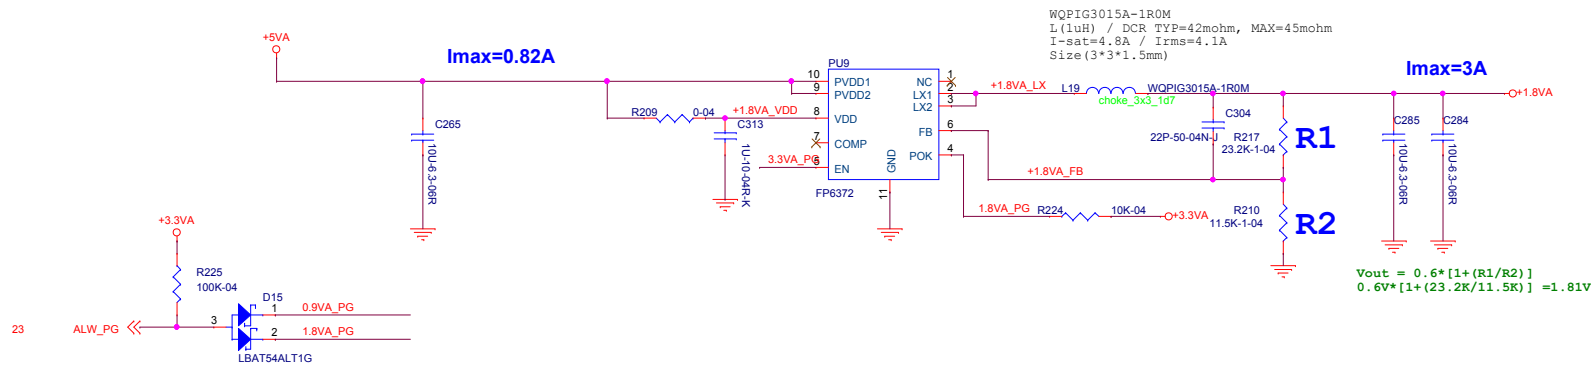 WQPIG3015A-1R0M
L(1uH) / DCR TYP=42mohm, MAX=45mohm
I-sat=4.8A / Irms=4.1A
Size(3*3*1.5mm)
+5VA
Imax=0.82A
Imax=3A
PU9
10
PVDD1
9
PVDD2
8
VDD
7
COMP
5
EN
NC
1
LX1
2
LX2
3
FB
6
POK
4
GND
11
FP6372
+1.8VA_LX
L19
WQPIG3015A-1R0M
choke_3x3_1d7
+1.8VA
R209
0-04
+1.8VA_VDD
C265
10U-6.3-06R
C313
1U-10-04R-K
3.3VA_PG
C304
22P-50-04N-J
R217
23.2K-1-04
R1
C285
10U-6.3-06R
C284
10U-6.3-06R
+1.8VA_FB
1.8VA_PG
R224
10K-04
+3.3VA
R210
11.5K-1-04
R2
Vout = 0.6*[1+(R1/R2)]
0.6V*[1+(23.2K/11.5K)] =1.81V
+3.3VA
R225
100K-04
D15
23
ALW_PG
3
1
0.9VA_PG
2
1.8VA_PG
LBAT54ALT1G